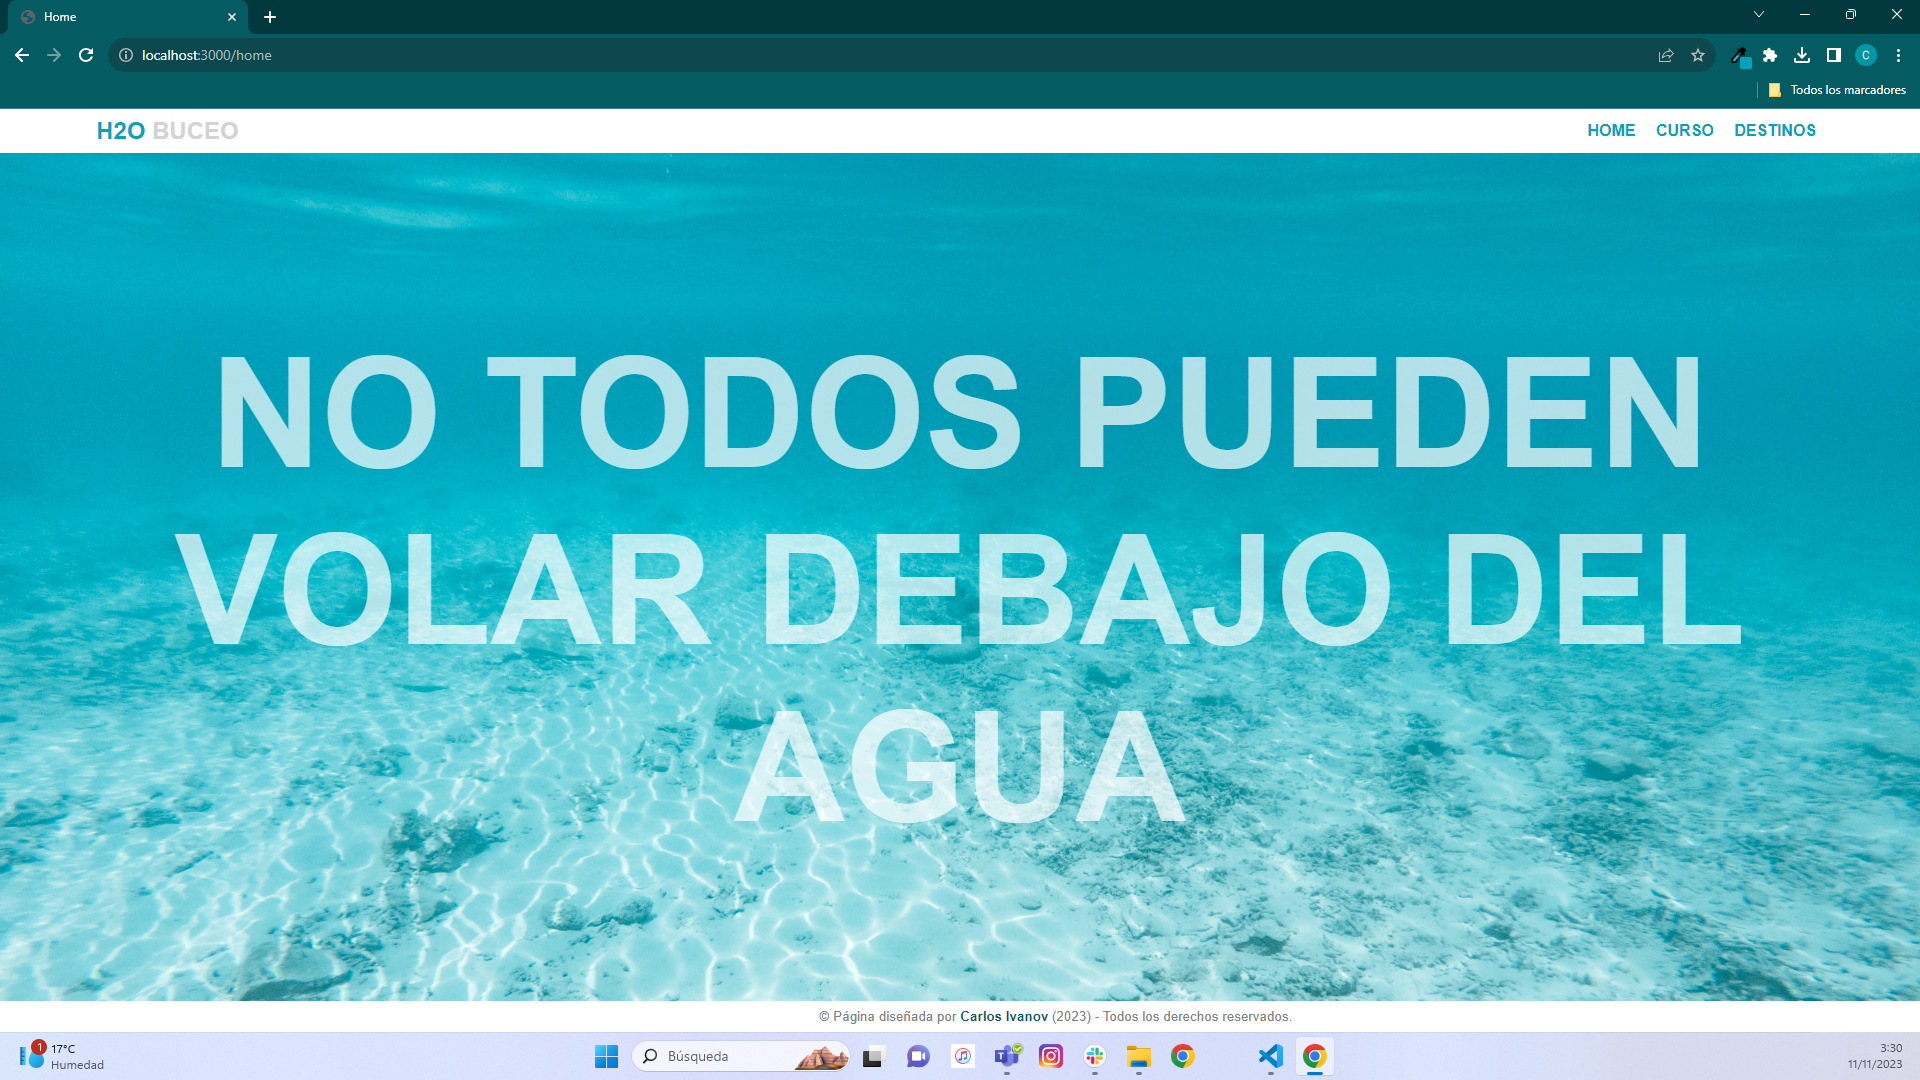 Home
localhost:3000/home
C
Todos los marcadores
H2O BUCEO
HOME CURSO DESTINOS
NO TODOS PUEDEN
VOLAR DEBAJO DEL
AGUA
© Página diseñada por Carlos Ivanov (2023) - Todos los derechos reservados.
1
17°C
Humedad
Búsqueda
T
3:30
11/11/2023